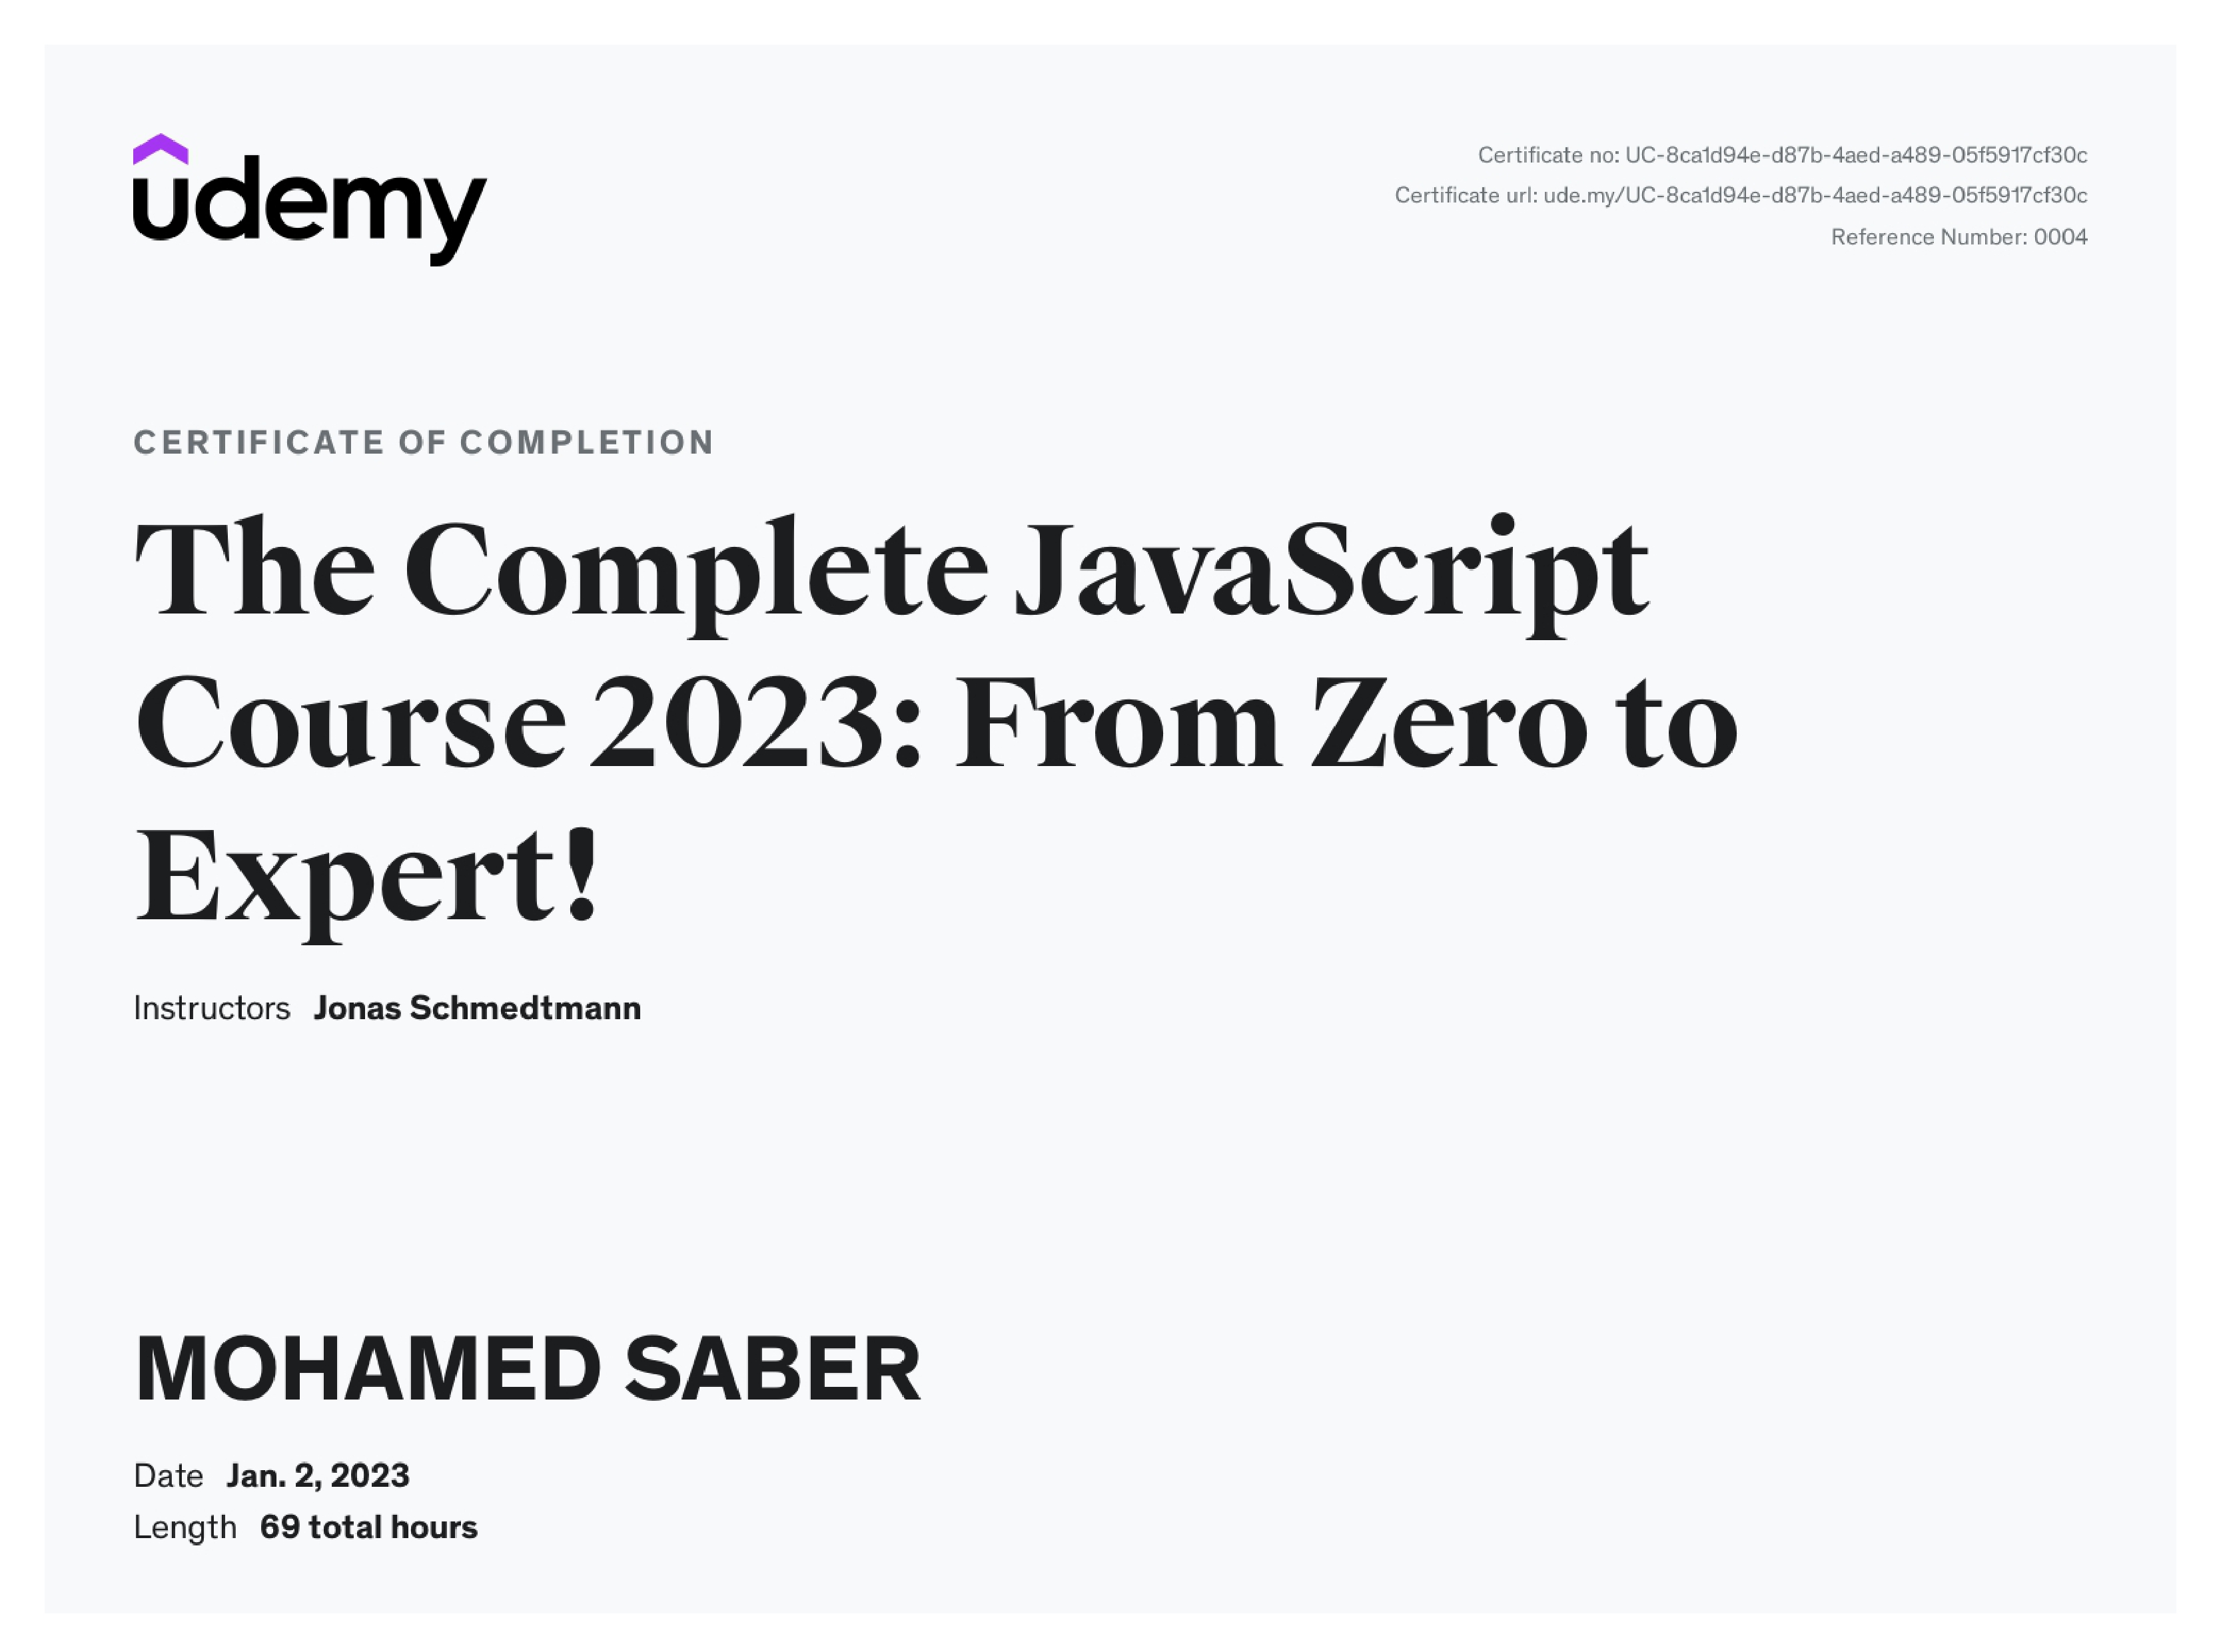 udemy
Certificate no: UC-8ca1d94e-d87b-4aed-a489-05f5917cf30c
Certificate url: ude.my/UC-8ca1d94e-d87b-4aed-a489-05f5917cf30c
Reference Number: 0004
CERTIFICATE OF COMPLETION
The Complete JavaScript
Course 2023: From Zero to
Expert!
Instructors Jonas Schmedtmann
MOHAMED SABER
Date Jan. 2, 2023
Length 69 total hours